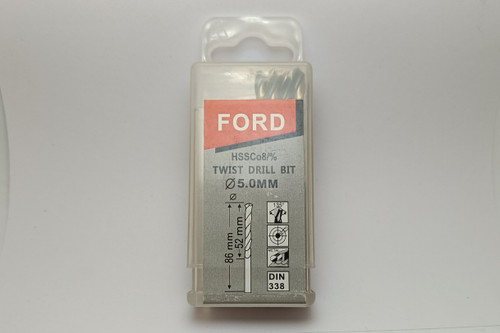 FORD
HSSCo8/%
TWIST DRILL BIT
Ø5.0MM
Ø
86 mm
52 mm
DIN
338